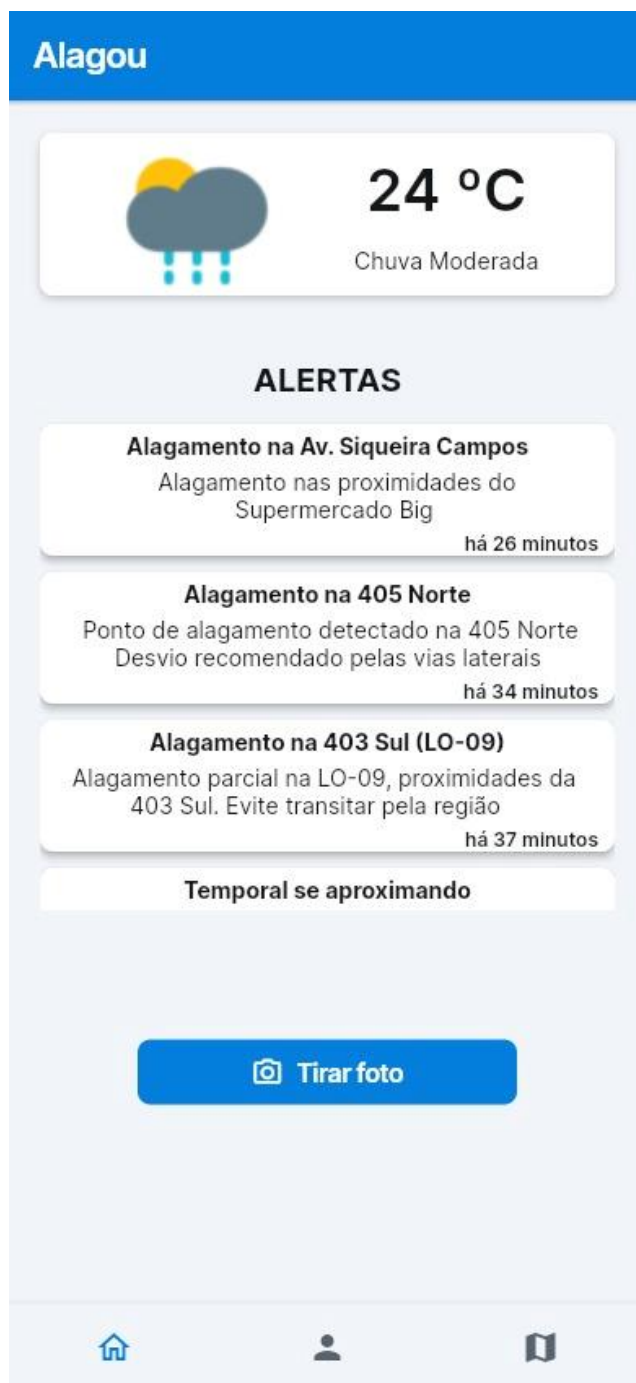 Alagou
24 ºC
Chuva Moderada
ALERTAS
Alagamento na Av. Siqueira Campos
Alagamento nas proximidades do
Supermercado Big
há 26 minutos
Alagamento na 405 Norte
Ponto de alagamento detectado na 405 Norte
Desvio recomendado pelas vias laterais
há 34 minutos
Alagamento na 403 Sul (LO-09)
Alagamento parcial na LO-09, proximidades da
403 Sul. Evite transitar pela região
há 37 minutos
Temporal se aproximando
Tirar foto